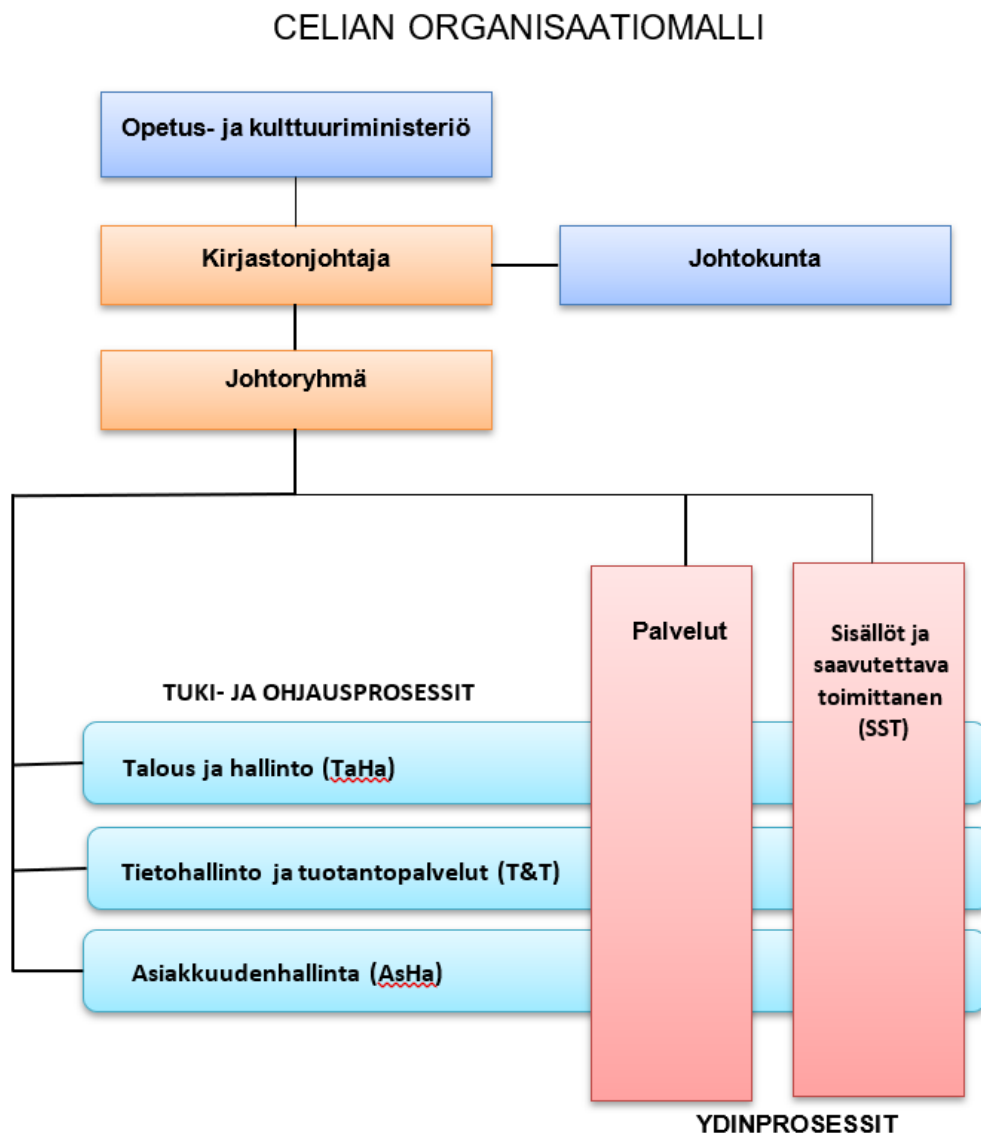 CELIAN ORGANISAATIOMALLI
Opetus- ja kulttuuriministeriö
Kirjastonjohtaja
Johtokunta
Johtoryhmä
Palvelut
Sisällöt ja
saavutettava
toimittanen
(SST)
TUKI- JA OHJAUSPROSESSIT
Talous ja hallinto (TaHa)
Tietohallinto ja tuotantopalvelut (T&T)
Asiakkuudenhallinta (AsHa)
YDINPROSESSIT